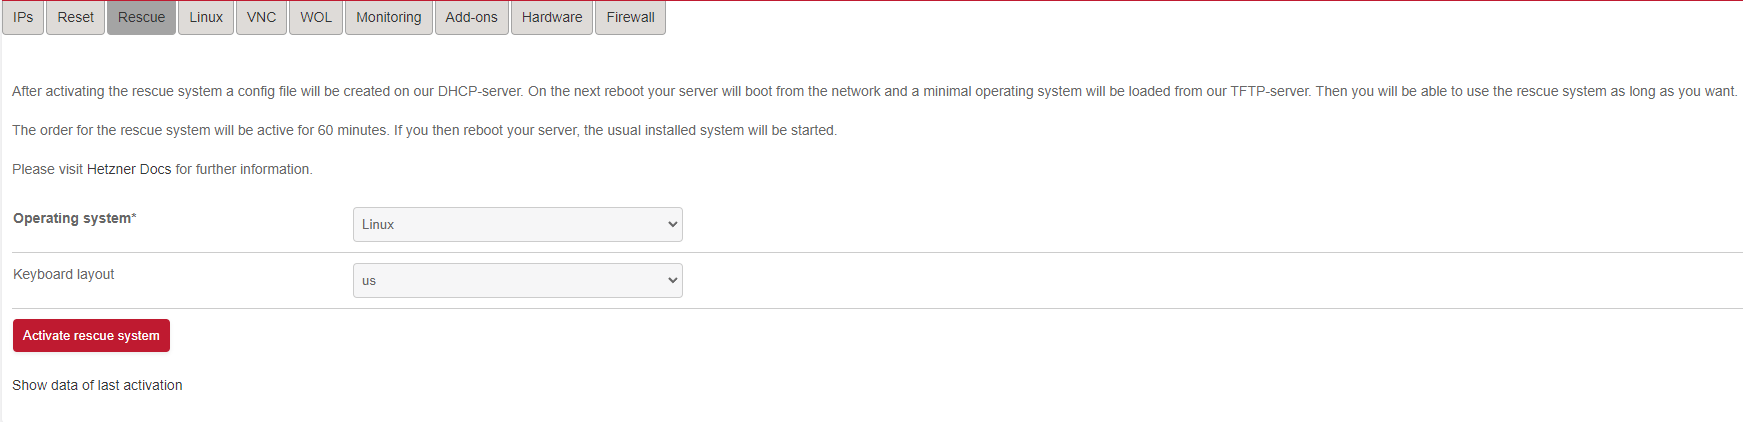 IPs Reset Rescue Linux VNC WOL Monitoring Add-ons Hardware Firewall
After activating the rescue system a config file will be created on our DHCP-server. On the next reboot your server will boot from the network and a minimal operating system will be loaded from our TFTP-server. Then you will be able to use the rescue system as long as you want.
The order for the rescue system will be active for 60 minutes. If you then reboot your server, the usual installed system will be started.
Please visit Hetzner Docs for further information.
Operating system* Linux
Keyboard layout us
Activate rescue system
Show data of last activation